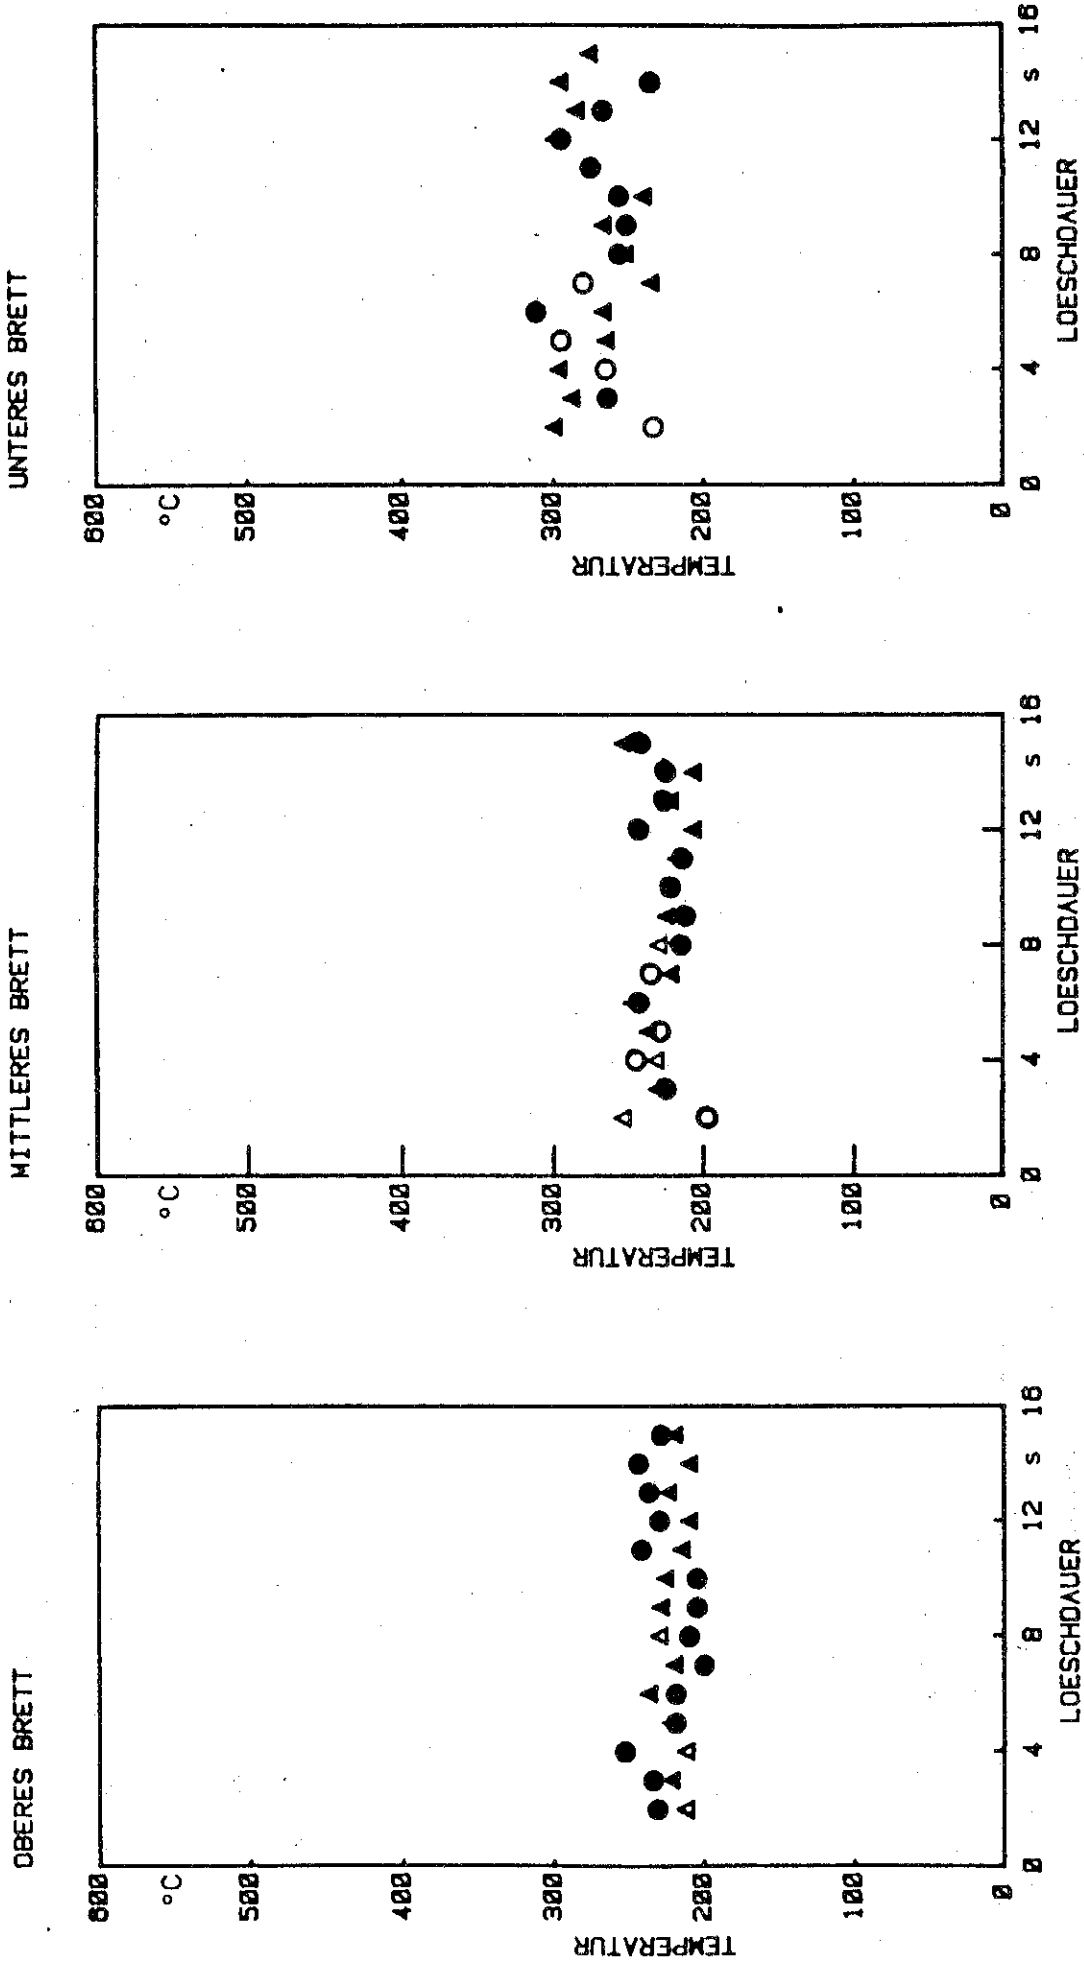 OBERES BRETT
600
°C
500
400
300
200
100
0
TEMPERATUR
0 4 8 12 s 16
LOESCHDAUER
MITTLERES BRETT
600
°C
500
400
300
200
100
0
TEMPERATUR
0 4 8 12 s 16
LOESCHDAUER
UNTERES BRETT
600
°C
500
400
300
200
100
0
TEMPERATUR
0 4 8 12 s 16
LOESCHDAUER